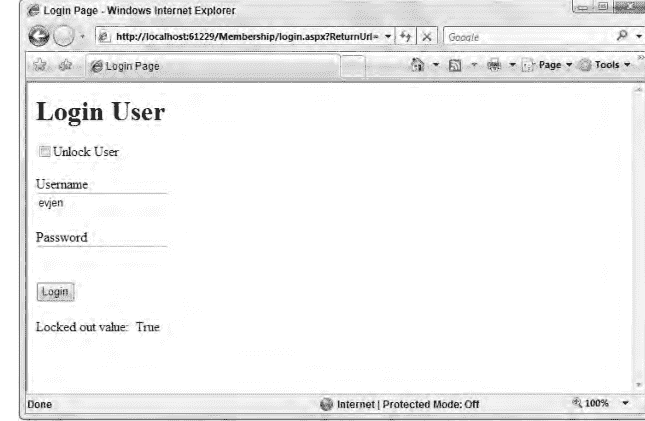 Login Page - Windows Internet Explorer
http://localhost:61229/Membership/login.aspx?ReturnUrl=
Google
Login Page
Page
Tools
Login User
Unlock User
Username
evjen
Password
Login
Locked out value: True
Done
Internet | Protected Mode: Off
100%